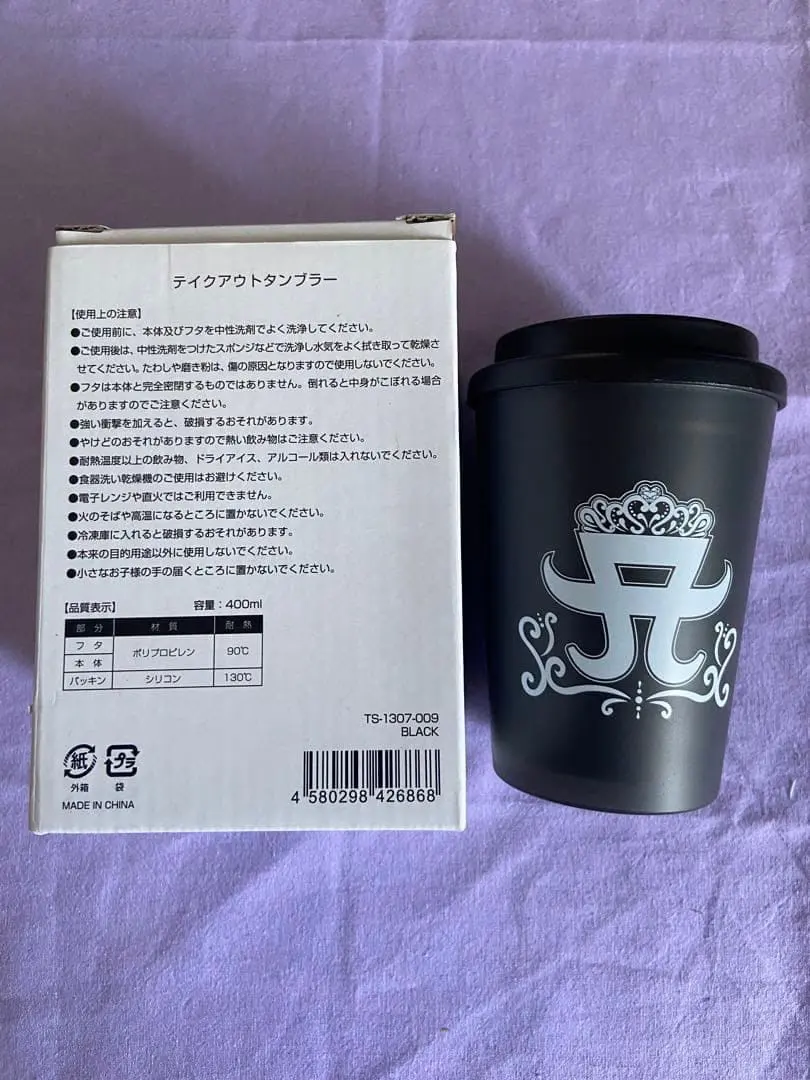 テイクアウトタンブラー
【使用上の注意】
●ご使用前に、本体及びフタを中性洗剤でよく洗浄してください。
●ご使用後は、中性洗剤をつけたスポンジなどで洗浄し水気をよく拭き取って乾燥さ
せてください。たわしや磨き粉は、傷の原因となりますので使用しないでください。
●フタは本体と完全密閉するものではありません。倒れると中身がこぼれる場合
がありますのでご注意ください。
●強い衝撃を加えると、破損するおそれがあります。
●やけどのおそれがありますので熱い飲み物はご注意ください。
●耐熱温度以上の飲み物、ドライアイス、アルコール類は入れないでください。
●食器洗い乾燥機のご使用はお避けください。
●電子レンジや直火ではご利用できません。
●火のそばや高温になるところに置かないでください。
●冷凍庫に入れると破損するおそれがあります。
●本来の目的用途以外に使用しないでください。
●小さなお子様の手の届くところに置かないでください。
【品質表示】 容量：400ml
部分 材質 耐熱
フタ
本体 ポリプロピレン 90℃
パッキン シリコン 130℃
TS-1307-009
BLACK
紙 プラ
外箱 袋
MADE IN CHINA
4 580298 426868
A